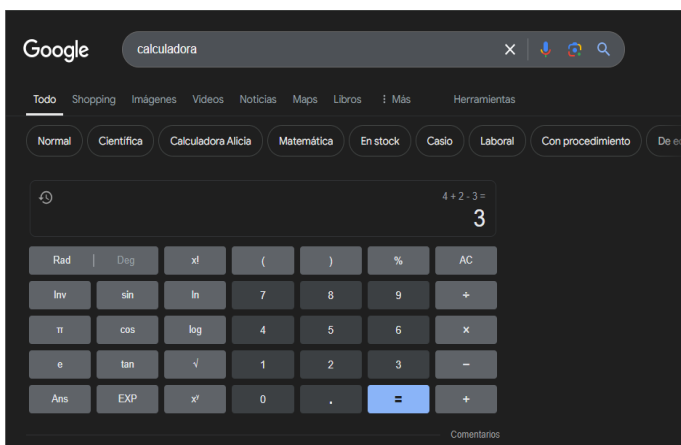 Google calculadora
Todo Shopping Imágenes Videos Noticias Maps Libros Más Herramientas
Normal Científica Calculadora Alicia Matemática En stock Casio Laboral Con procedimiento
4 + 2 - 3 =
3
Rad | Deg x! ( ) % AC
Inv sin ln 7 8 9 ÷
π cos log 4 5 6 ×
e tan √ 1 2 3 −
Ans EXP xʸ 0 . = +
Comentarios